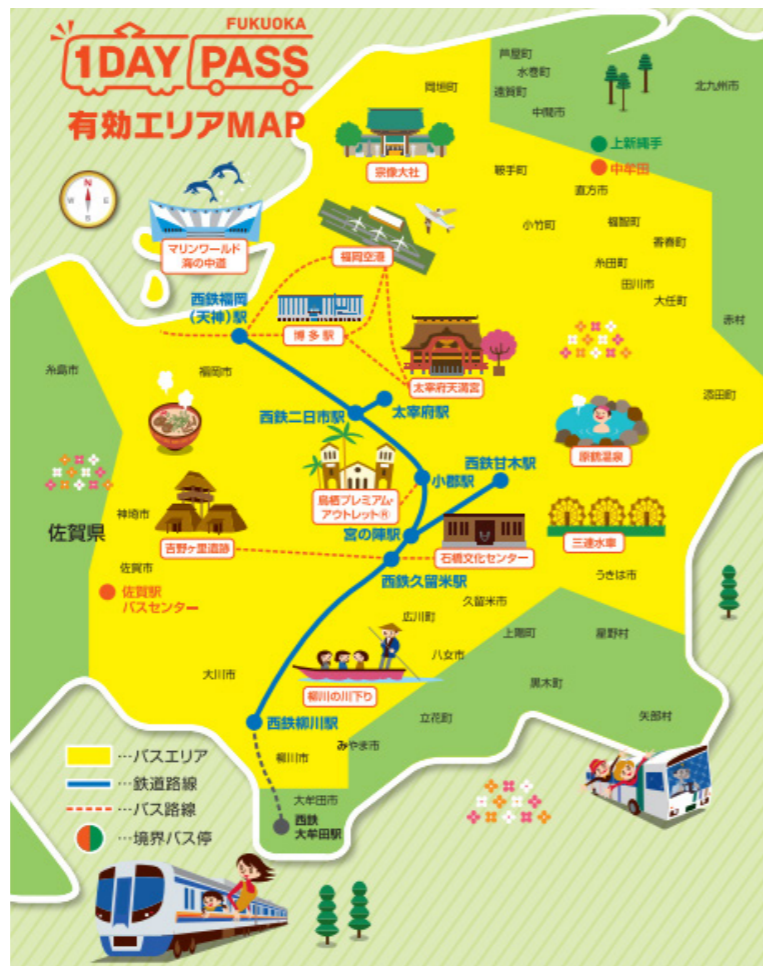 FUKUOKA
1DAY PASS
有効エリアMAP
芦屋町
水巻町
遠賀町
中間市
北九州市
岡垣町
宗像大社
上新縄手
中牟田
鞍手町
直方市
N
W E
S
マリンワールド
海の中道
福岡空港
小竹町
福智町
香春町
糸田町
田川市
大任町
赤村
西鉄福岡
(天神)駅
博多駅
太宰府天満宮
糸島市
福岡市
添田町
西鉄二日市駅
太宰府駅
鳥栖プレミアム・
アウトレット®
小郡駅
西鉄甘木駅
原鶴温泉
神埼市
佐賀県
吉野ヶ里遺跡
宮の陣駅
石橋文化センター
三連水車
佐賀市
佐賀駅
バスセンター
西鉄久留米駅
うきは市
久留米市
広川町
上陽町
星野村
八女市
大川市
柳川の川下り
黒木町
立花町
矢部村
西鉄柳川駅
みやま市
柳川市
大牟田市
西鉄
大牟田駅
…バスエリア
…鉄道路線
…バス路線
…境界バス停